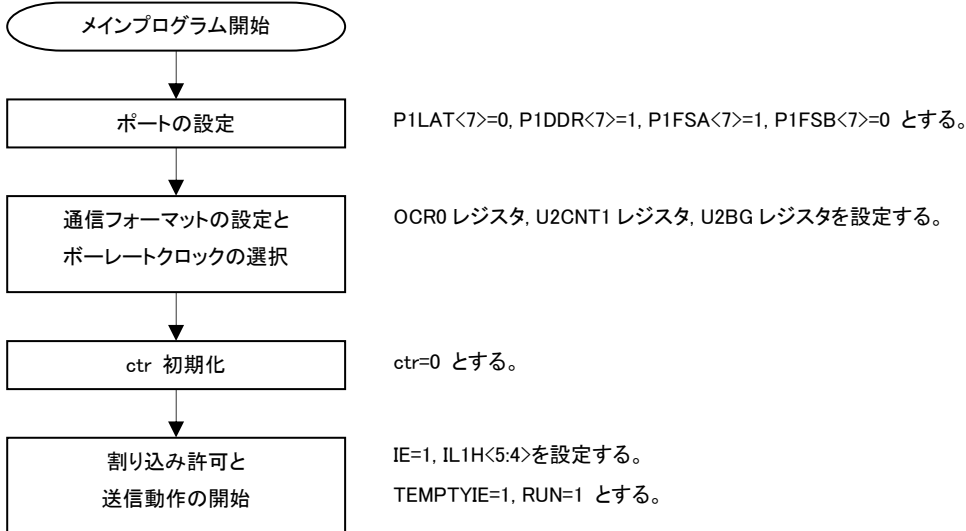 メインプログラム開始
ポートの設定
P1LAT<7>=0, P1DDR<7>=1, P1FSA<7>=1, P1FSB<7>=0 とする。
通信フォーマットの設定と
ボーレートクロックの選択
OCR0 レジスタ, U2CNT1 レジスタ, U2BG レジスタを設定する。
ctr 初期化
ctr=0 とする。
割り込み許可と
送信動作の開始
IE=1, IL1H<5:4>を設定する。
TEMPTYIE=1, RUN=1 とする。